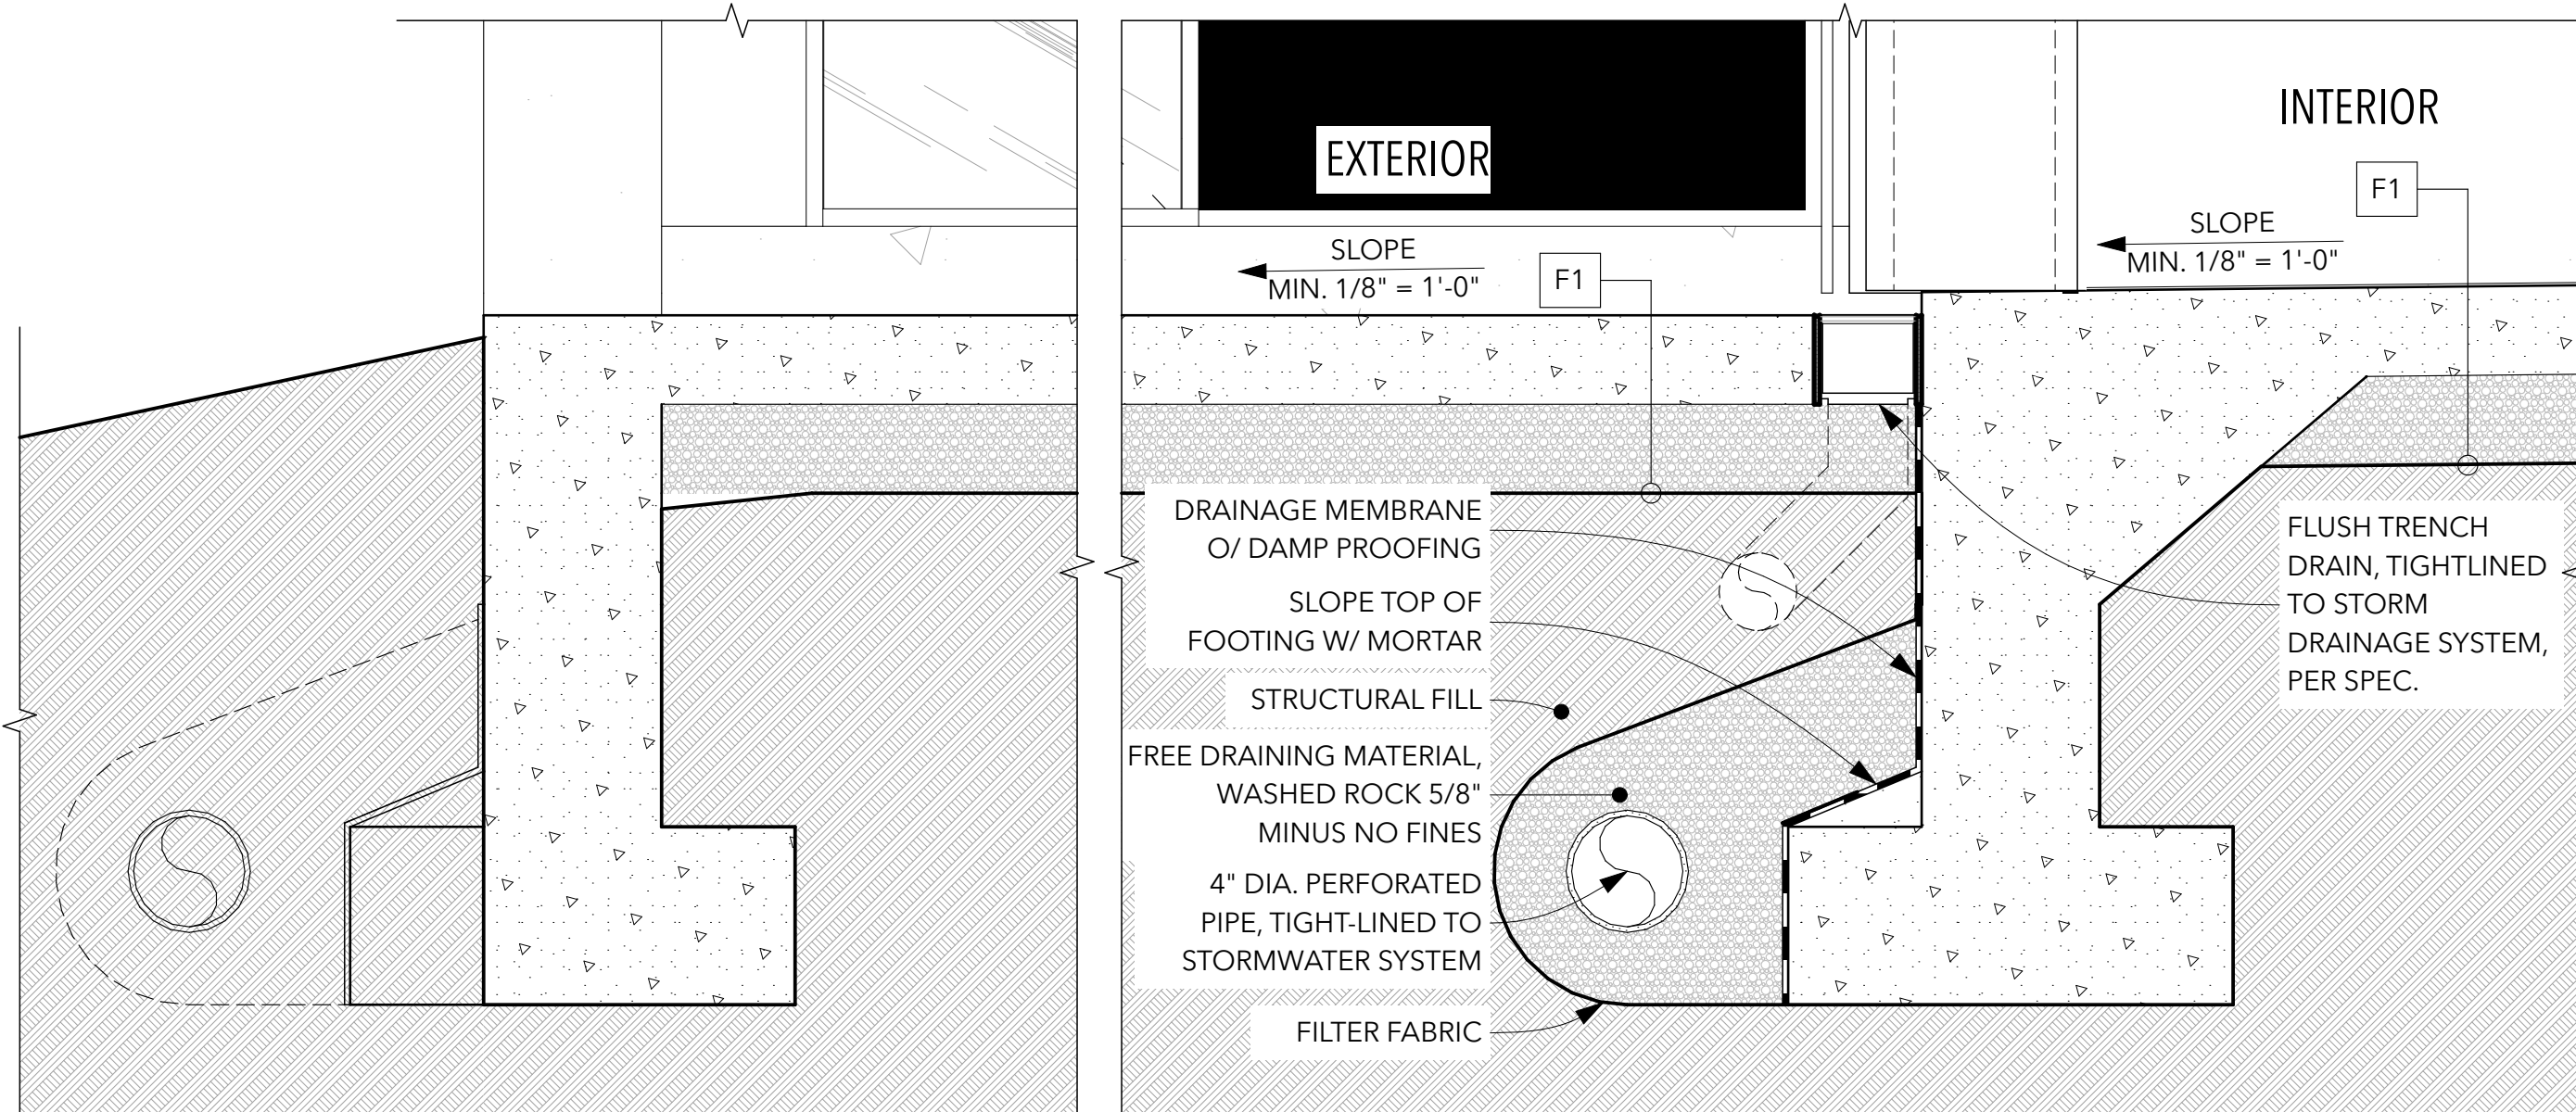 INTERIOR
EXTERIOR
F1
SLOPE
MIN. 1/8" = 1'-0"
SLOPE
MIN. 1/8" = 1'-0"
F1
DRAINAGE MEMBRANE
O/ DAMP PROOFING
SLOPE TOP OF
FOOTING W/ MORTAR
STRUCTURAL FILL
FREE DRAINING MATERIAL,
WASHED ROCK 5/8"
MINUS NO FINES
4" DIA. PERFORATED
PIPE, TIGHT-LINED TO
STORMWATER SYSTEM
FILTER FABRIC
FLUSH TRENCH
DRAIN, TIGHTLINED
TO STORM
DRAINAGE SYSTEM,
PER SPEC.